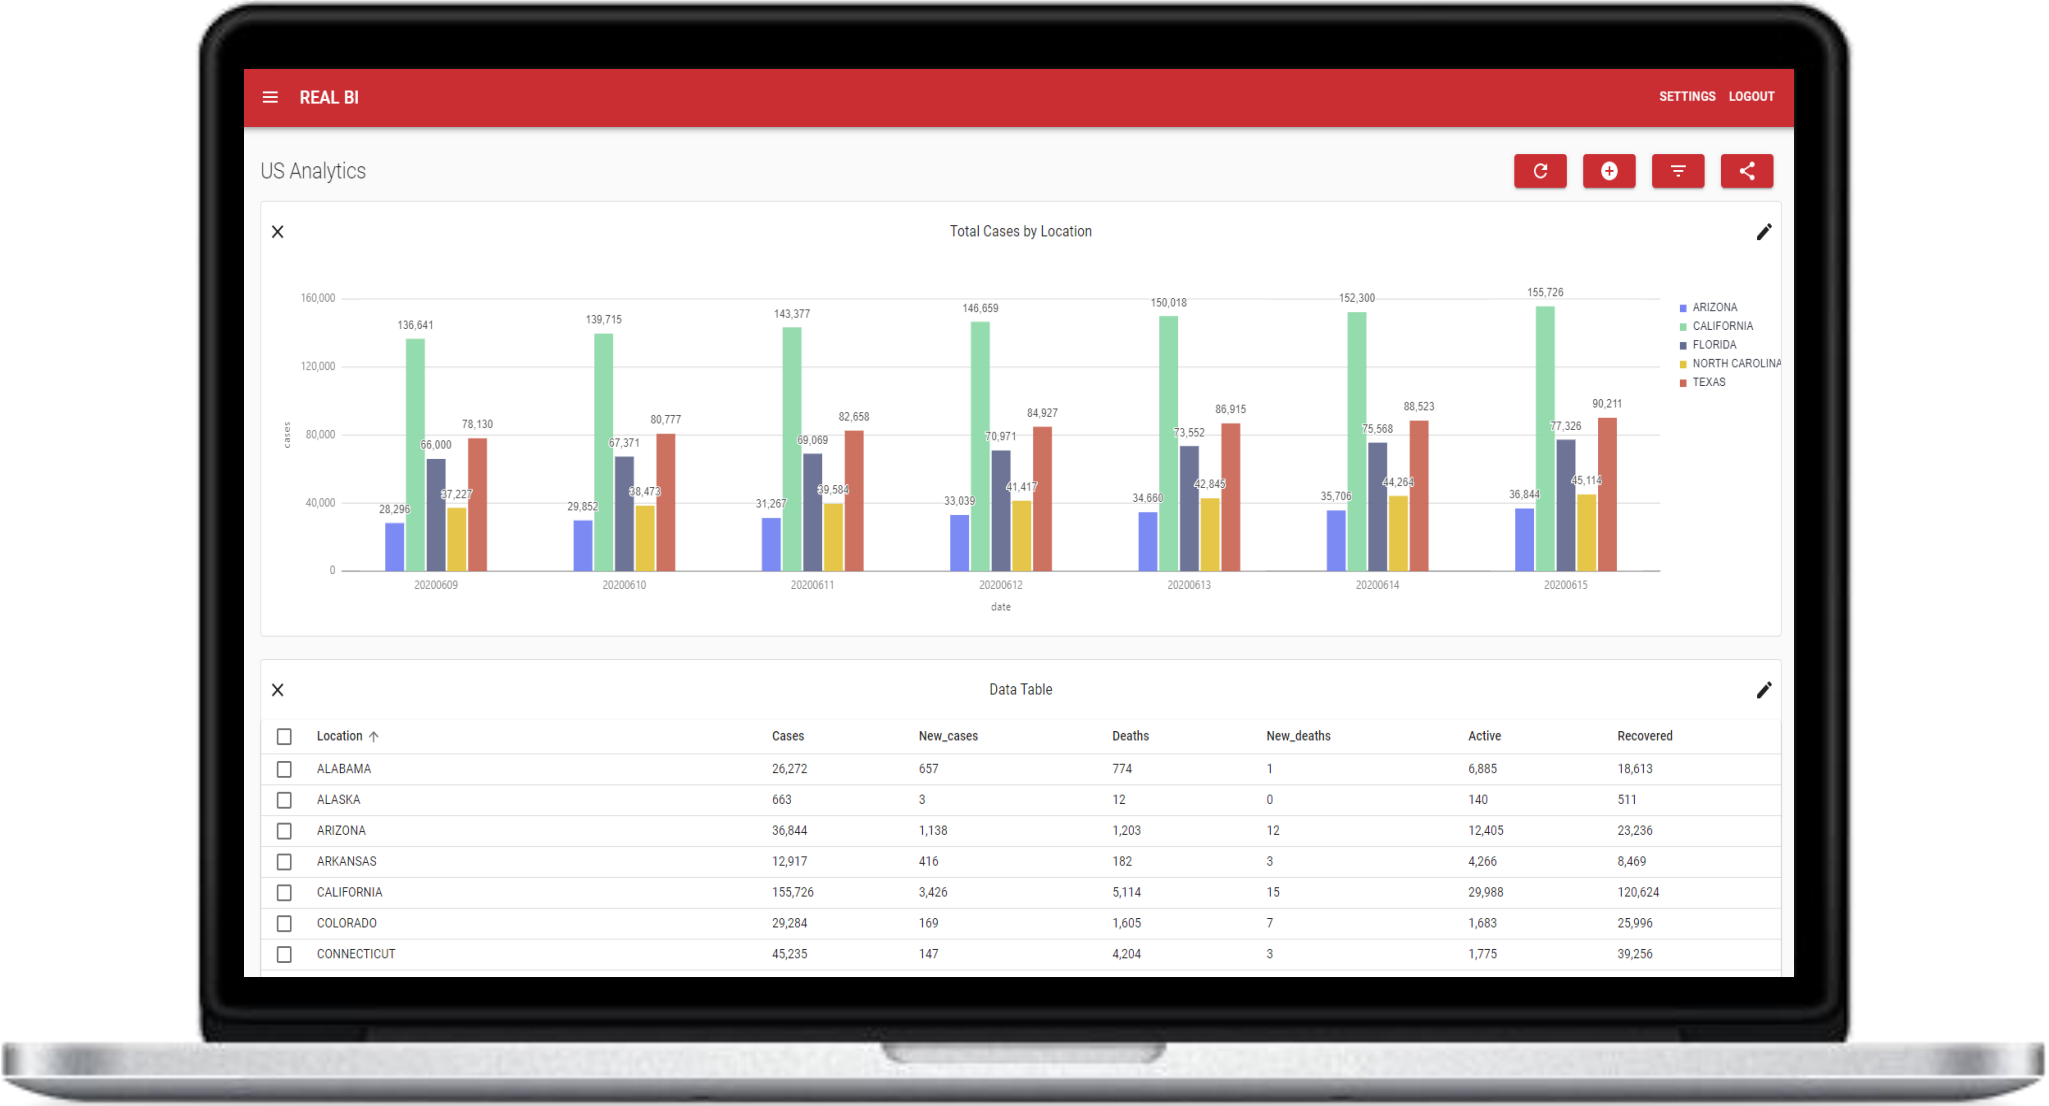 REAL BI
SETTINGS LOGOUT
US Analytics
Total Cases by Location
160,000
120,000
80,000
40,000
0
cases
136,641
139,715
143,377
146,659
150,018
152,300
155,726
78,130
80,777
82,658
84,927
86,915
88,523
90,211
66,000
67,371
69,069
70,971
73,552
75,568
77,326
37,227
38,473
39,584
41,417
42,845
44,264
45,114
28,296
29,852
31,267
33,039
34,660
35,706
36,844
20200609 20200610 20200611 20200612 20200613 20200614 20200615
date
ARIZONA
CALIFORNIA
FLORIDA
NORTH CAROLINA
TEXAS
Data Table
Location Cases New_cases Deaths New_deaths Active Recovered
ALABAMA 26,272 657 774 1 6,885 18,613
ALASKA 663 3 12 0 140 511
ARIZONA 36,844 1,138 1,203 12 12,405 23,236
ARKANSAS 12,917 416 182 3 4,266 8,469
CALIFORNIA 155,726 3,426 5,114 15 29,988 120,624
COLORADO 29,284 169 1,605 7 1,683 25,996
CONNECTICUT 45,235 147 4,204 3 1,775 39,256